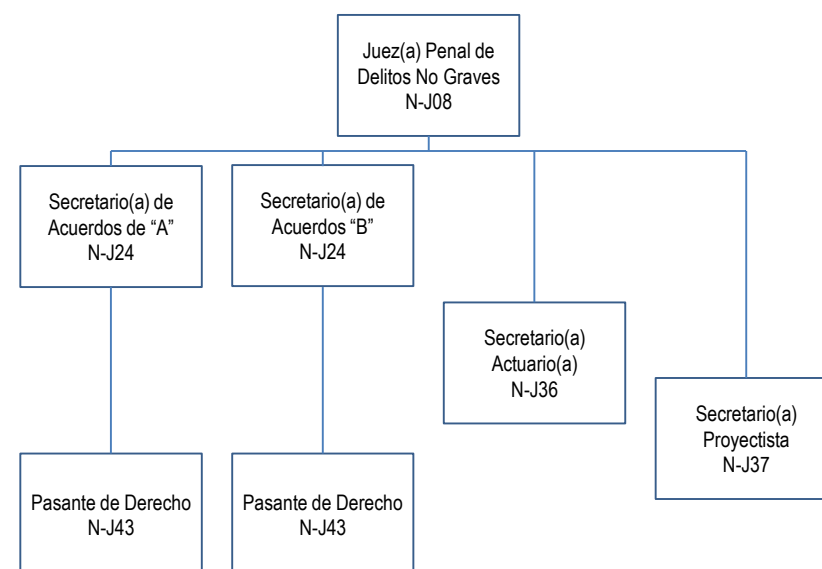 Juez(a) Penal de
Delitos No Graves
N-J08
Secretario(a) de
Acuerdos de “A”
N-J24
Secretario(a) de
Acuerdos “B”
N-J24
Secretario(a)
Actuario(a)
N-J36
Secretario(a)
Proyectista
N-J37
Pasante de Derecho
N-J43
Pasante de Derecho
N-J43